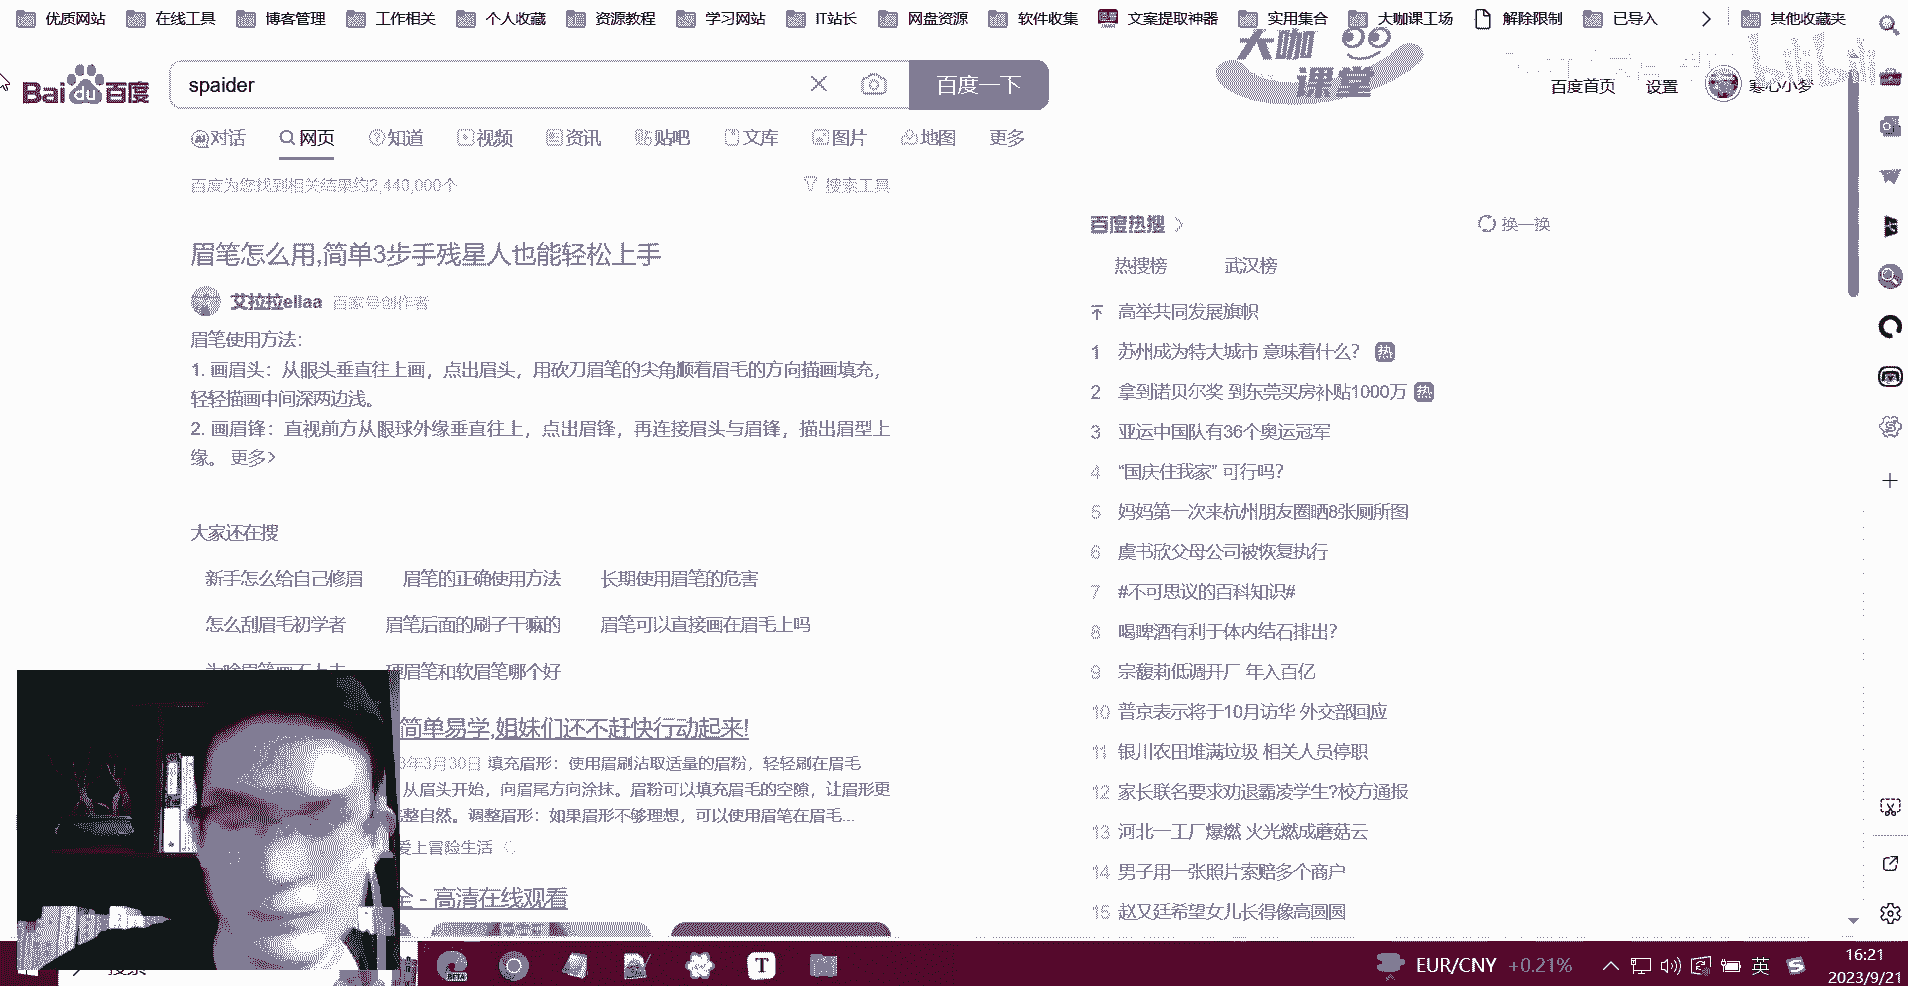 优质网站 在线工具 博客管理 工作相关 个人收藏 资源教程 学习网站 IT站长 网盘资源 软件收集 文案提取神器 实用集合 大咖课工场 解除限制 已导入 其他收藏夹
大咖课堂
bilibili
Bai du 百度 spaider 百度一下 百度首页 设置 寒心小梦
对话 网页 知道 视频 资讯 贴吧 文库 图片 地图 更多
百度为您找到相关结果约2,440,000个 搜索工具
眉笔怎么用,简单3步手残星人也能轻松上手
艾拉拉ellaa 百家号创作者
眉笔使用方法：
1. 画眉头：从眼头垂直往上画，点出眉头，用砍刀眉笔的尖角顺着眉毛的方向描画填充，
轻轻描画中间深两边浅。
2. 画眉锋：直视前方从眼球外缘垂直往上，点出眉锋，再连接眉头与眉锋，描出眉型上
缘。 更多>
大家还在搜
新手怎么给自己修眉 眉笔的正确使用方法 长期使用眉笔的危害
怎么刮眉毛初学者 眉笔后面的刷子干嘛的 眉笔可以直接画在眉毛上吗
硬眉笔和软眉笔哪个好
简单易学,姐妹们还不赶快行动起来!
3年3月30日 填充眉形：使用眉刷沾取适量的眉粉，轻轻刷在眉毛
从眉头开始，向眉尾方向涂抹。眉粉可以填充眉毛的空隙，让眉形更
整自然。调整眉形：如果眉形不够理想，可以使用眉笔在眉毛...
爱上冒险生活
全 - 高清在线观看
百度热搜 > 换一换
热搜榜 武汉榜
高举共同发展旗帜
1 苏州成为特大城市 意味着什么？ 热
2 拿到诺贝尔奖 到东莞买房补贴1000万 热
3 亚运中国队有36个奥运冠军
4 “国庆住我家” 可行吗？
5 妈妈第一次来杭州朋友圈晒8张厕所图
6 虞书欣父母公司被恢复执行
7 #不可思议的百科知识#
8 喝啤酒有利于体内结石排出？
9 宗馥莉低调开厂 年入百亿
10 普京表示将于10月访华 外交部回应
11 银川农田堆满垃圾 相关人员停职
12 家长联名要求劝退霸凌学生?校方通报
13 河北一工厂爆燃 火光燃成蘑菇云
14 男子用一张照片索赔多个商户
15 赵又廷希望女儿长得像高圆圆
搜索 BETA T EUR/CNY +0.21% 英 16:21
2023/9/21